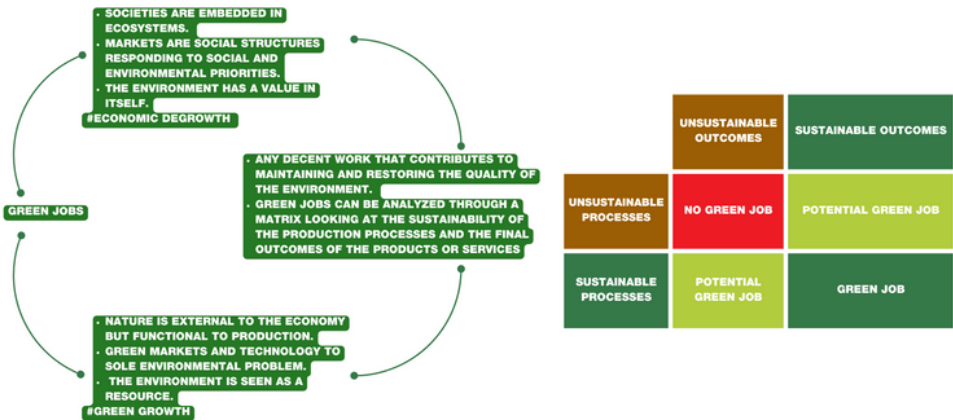 • SOCIETIES ARE EMBEDDED IN
ECOSYSTEMS.
• MARKETS ARE SOCIAL STRUCTURES
RESPONDING TO SOCIAL AND
ENVIRONMENTAL PRIORITIES.
• THE ENVIRONMENT HAS A VALUE IN
ITSELF.
#ECONOMIC DEGROWTH
GREEN JOBS
• ANY DECENT WORK THAT CONTRIBUTES TO
MAINTAINING AND RESTORING THE QUALITY OF
THE ENVIRONMENT.
• GREEN JOBS CAN BE ANALYZED THROUGH A
MATRIX LOOKING AT THE SUSTAINABILITY OF
THE PRODUCTION PROCESSES AND THE FINAL
OUTCOMES OF THE PRODUCTS OR SERVICES
• NATURE IS EXTERNAL TO THE ECONOMY
BUT FUNCTIONAL TO PRODUCTION.
• GREEN MARKETS AND TECHNOLOGY TO
SOLE ENVIRONMENTAL PROBLEM.
• THE ENVIRONMENT IS SEEN AS A
RESOURCE.
#GREEN GROWTH
UNSUSTAINABLE
OUTCOMES
SUSTAINABLE OUTCOMES
UNSUSTAINABLE
PROCESSES
NO GREEN JOB
POTENTIAL GREEN JOB
SUSTAINABLE
PROCESSES
POTENTIAL
GREEN JOB
GREEN JOB